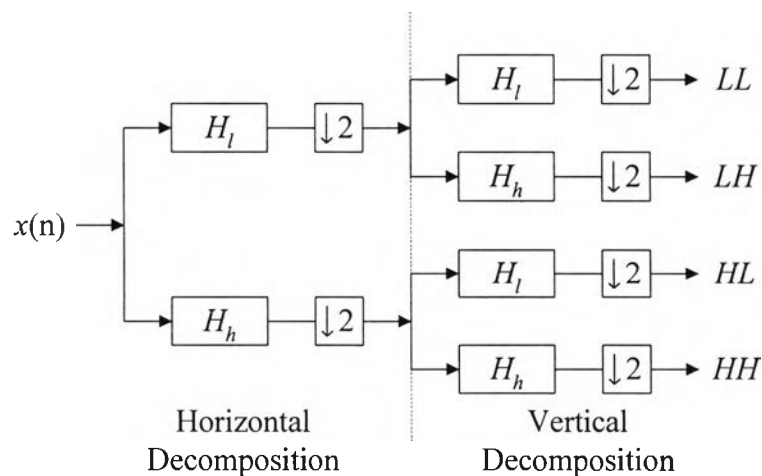 H_l ↓2 LL
H_l ↓2
H_h ↓2 LH
x(n)
H_l ↓2 HL
H_h ↓2
H_h ↓2 HH
Horizontal Decomposition
Vertical Decomposition